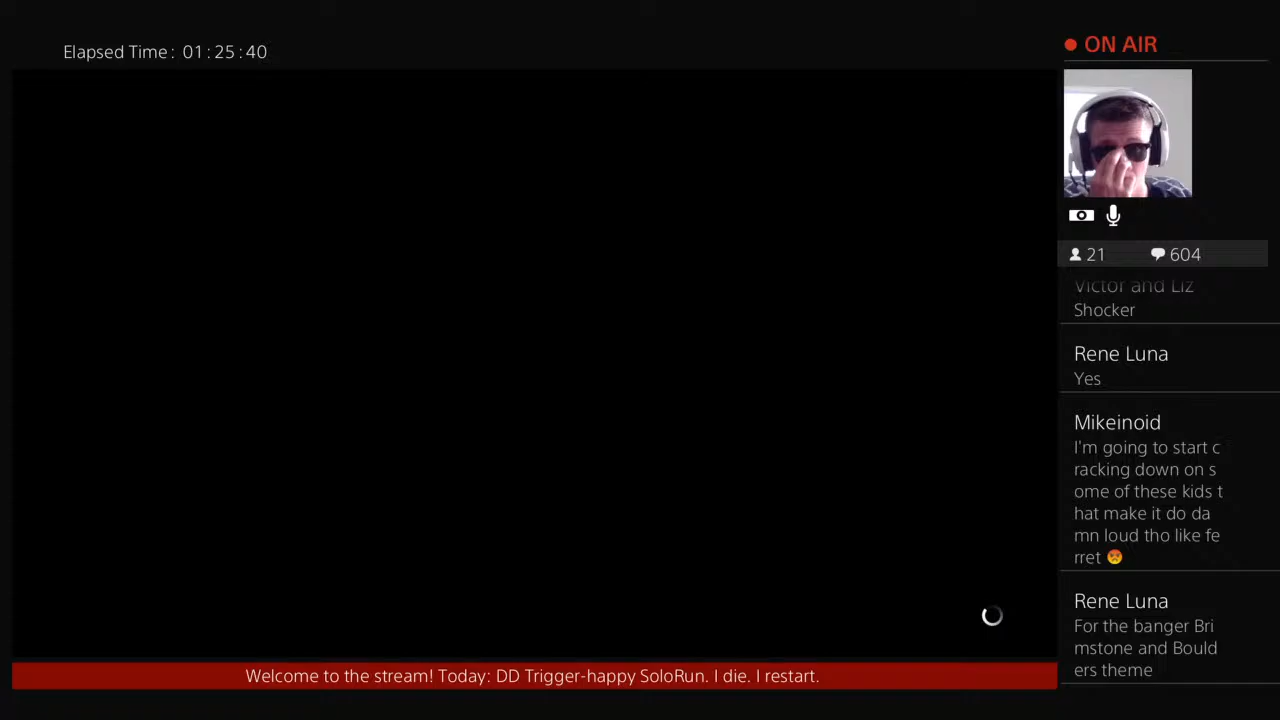 Elapsed Time: 01:25:40
ON AIR
21 604
Victor and Liz
Shocker
Rene Luna
Yes
Mikeinoid
I'm going to start c
racking down on s
ome of these kids t
hat make it do da
mn loud tho like fe
rret 😡
Rene Luna
For the banger Bri
mstone and Bould
ers theme
Welcome to the stream! Today: DD Trigger-happy SoloRun. I die. I restart.